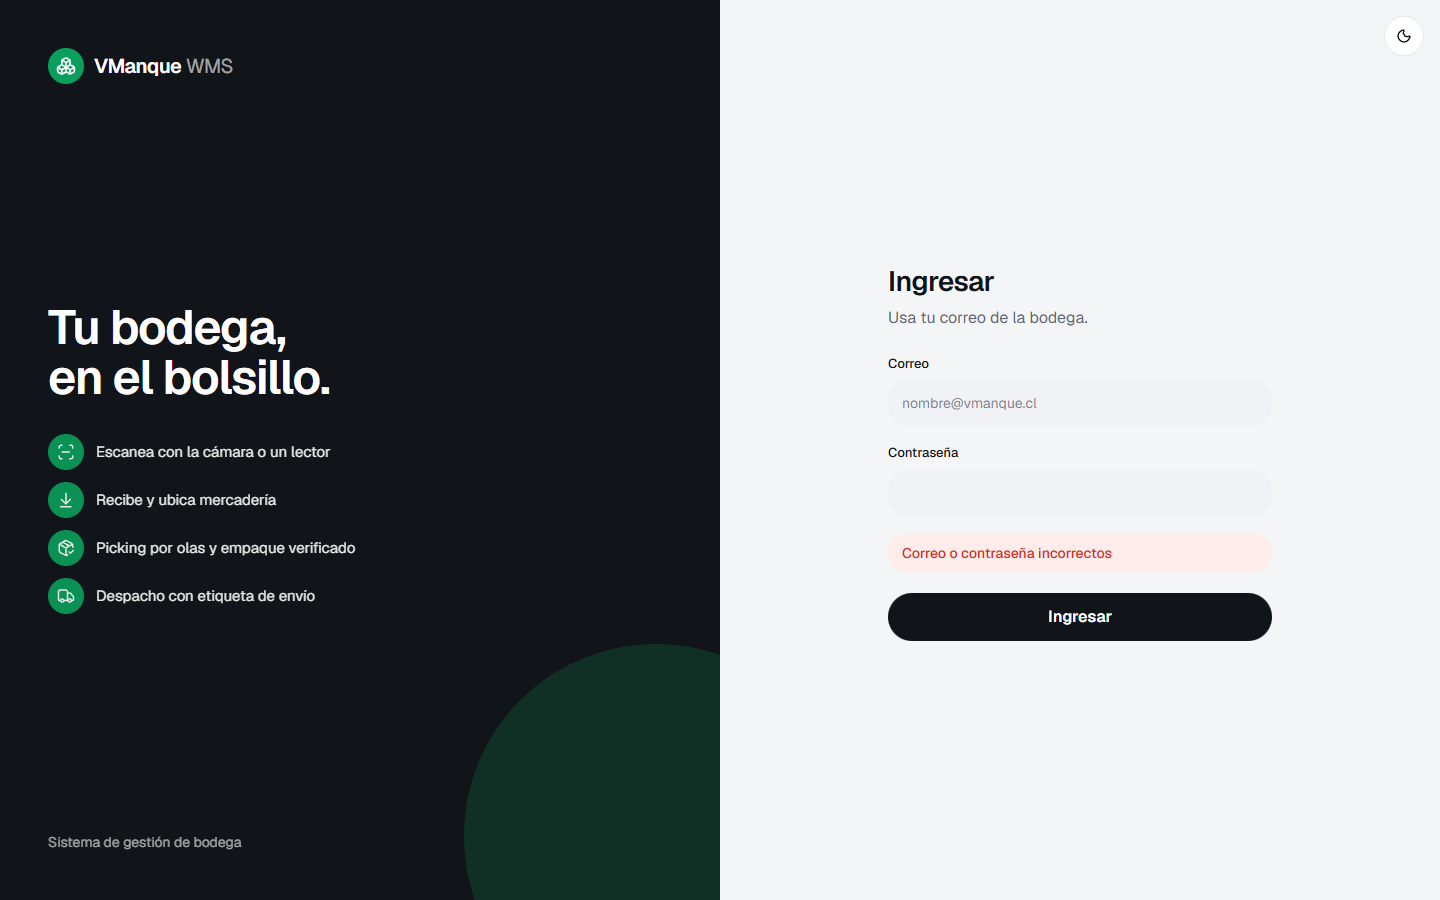 VManque WMS
Tu bodega,
en el bolsillo.
Escanea con la cámara o un lector
Recibe y ubica mercadería
Picking por olas y empaque verificado
Despacho con etiqueta de envío
Sistema de gestión de bodega
Ingresar
Usa tu correo de la bodega.
Correo
nombre@vmanque.cl
Contraseña
Correo o contraseña incorrectos
Ingresar